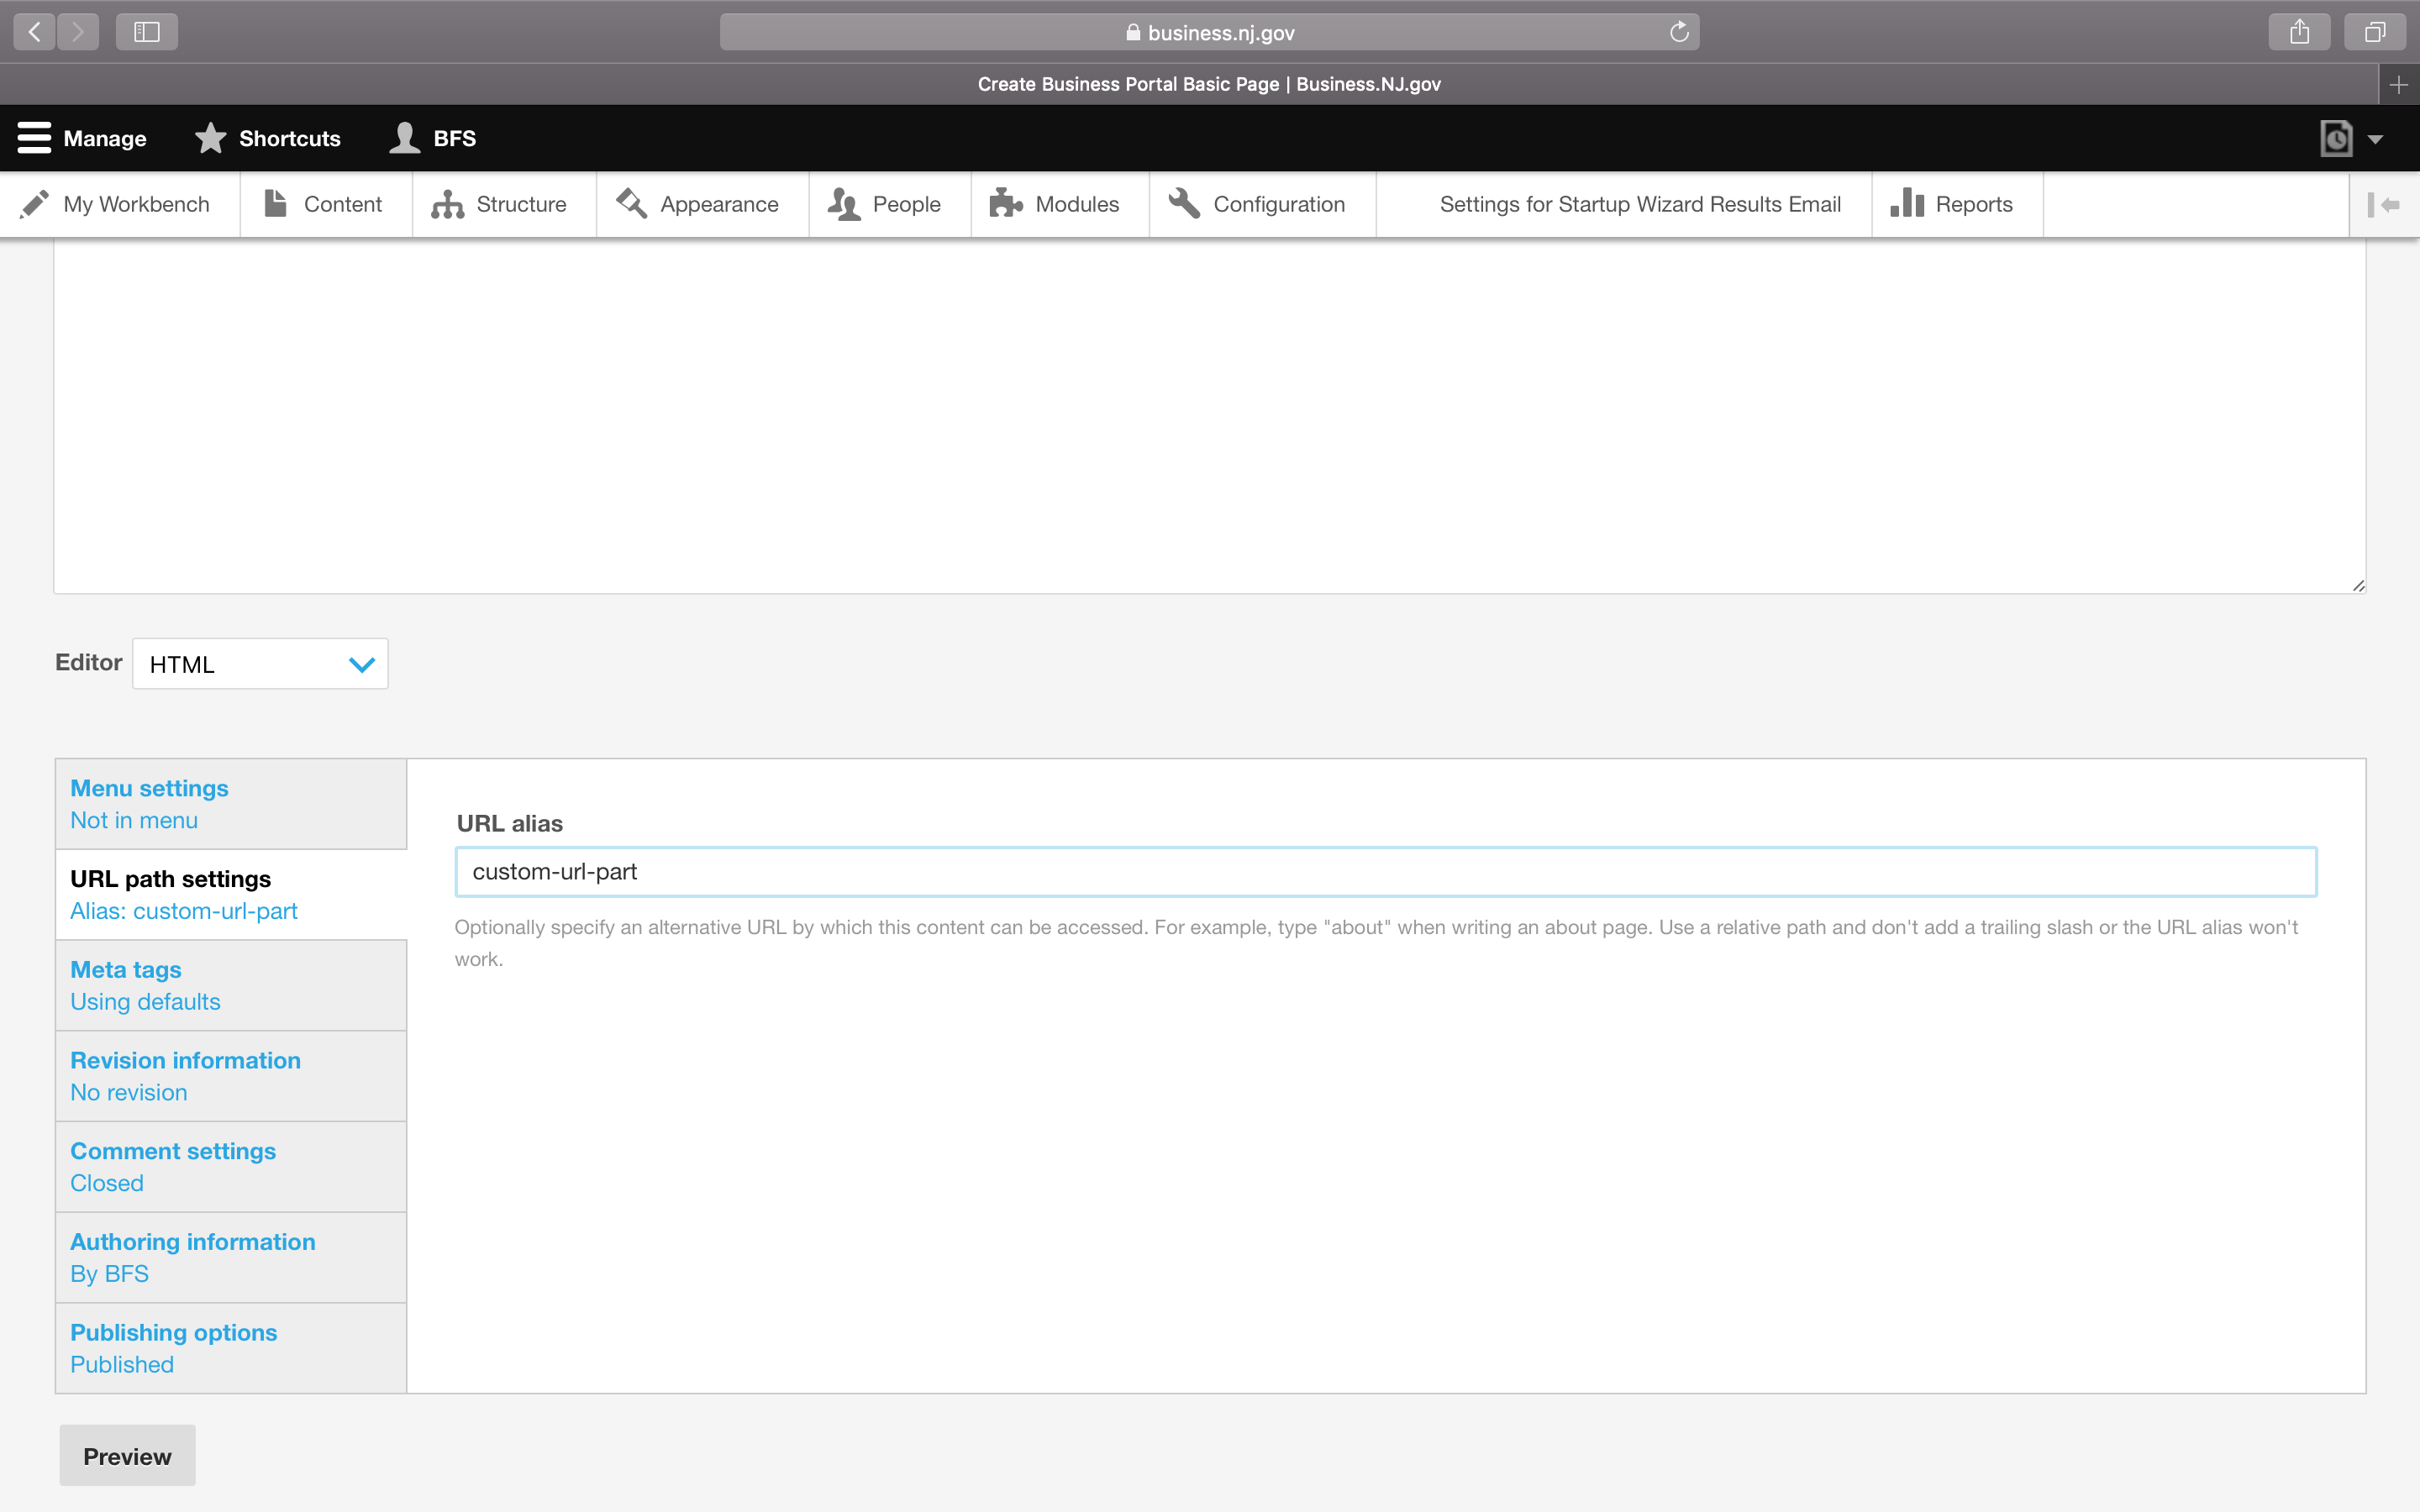 business.nj.gov
Create Business Portal Basic Page | Business.NJ.gov
Manage Shortcuts BFS
My Workbench Content Structure Appearance People Modules Configuration Settings for Startup Wizard Results Email Reports
Editor HTML
Menu settings
Not in menu
URL path settings
Alias: custom-url-part
Meta tags
Using defaults
Revision information
No revision
Comment settings
Closed
Authoring information
By BFS
Publishing options
Published
URL alias
custom-url-part
Optionally specify an alternative URL by which this content can be accessed. For example, type "about" when writing an about page. Use a relative path and don't add a trailing slash or the URL alias won't
work.
Preview